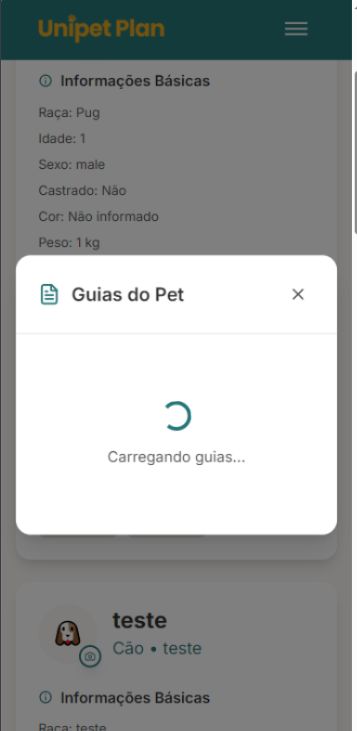 Unipet Plan
Informações Básicas
Raça: Pug
Idade: 1
Sexo: male
Castrado: Não
Cor: Não informado
Peso: 1 kg
Guias do Pet
Carregando guias...
teste
Cão • teste
Informações Básicas
Raça: teste